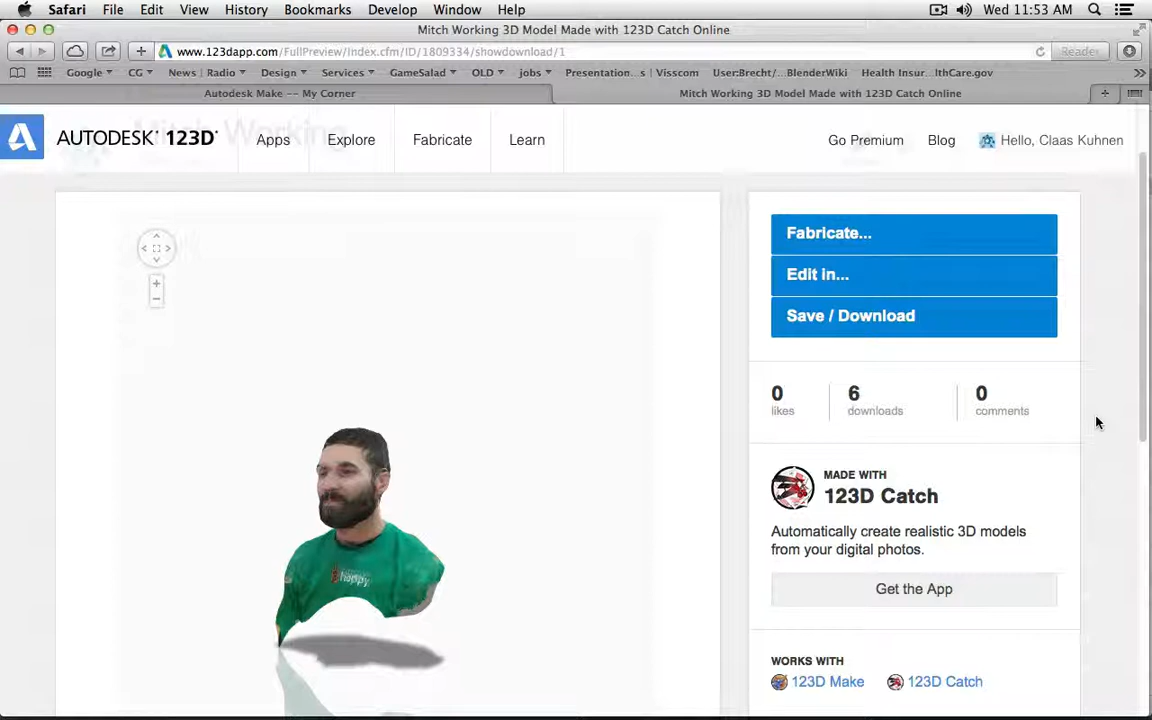 Safari File Edit View History Bookmarks Develop Window Help Wed 11:53 AM
Mitch Working 3D Model Made with 123D Catch Online
www.123dapp.com/FullPreview/Index.cfm/ID/1809334/showdownload/1 Reader
Google CG News | Radio Design Services GameSalad OLD jobs Presentation...s | Visscom User:Brecht/...BlenderWiki Health Insur...lthCare.gov
Autodesk Make -- My Corner Mitch Working 3D Model Made with 123D Catch Online
Mitch Working
AUTODESK® 123D® Apps Explore Fabricate Learn Go Premium Blog Hello, Claas Kuhnen
Fabricate...
Edit in...
Save / Download
0 6 0
likes downloads comments
MADE WITH
123D Catch
Automatically create realistic 3D models
from your digital photos.
Get the App
WORKS WITH
123D Make 123D Catch
happy